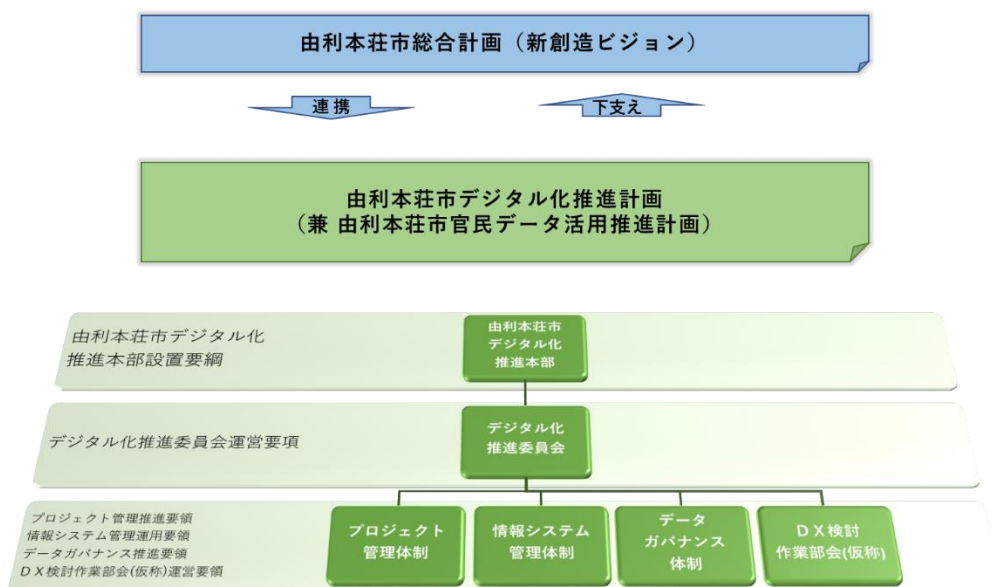 由利本荘市総合計画（新創造ビジョン）
連携
下支え
由利本荘市デジタル化推進計画
（兼 由利本荘市官民データ活用推進計画）
由利本荘市デジタル化
推進本部設置要綱
由利本荘市
デジタル化
推進本部
デジタル化推進委員会運営要項
デジタル化
推進委員会
プロジェクト管理推進要領
情報システム管理運用要領
データガバナンス推進要領
ＤＸ検討作業部会(仮称)運営要領
プロジェクト
管理体制
情報システム
管理体制
データ
ガバナンス
体制
ＤＸ検討
作業部会(仮称)